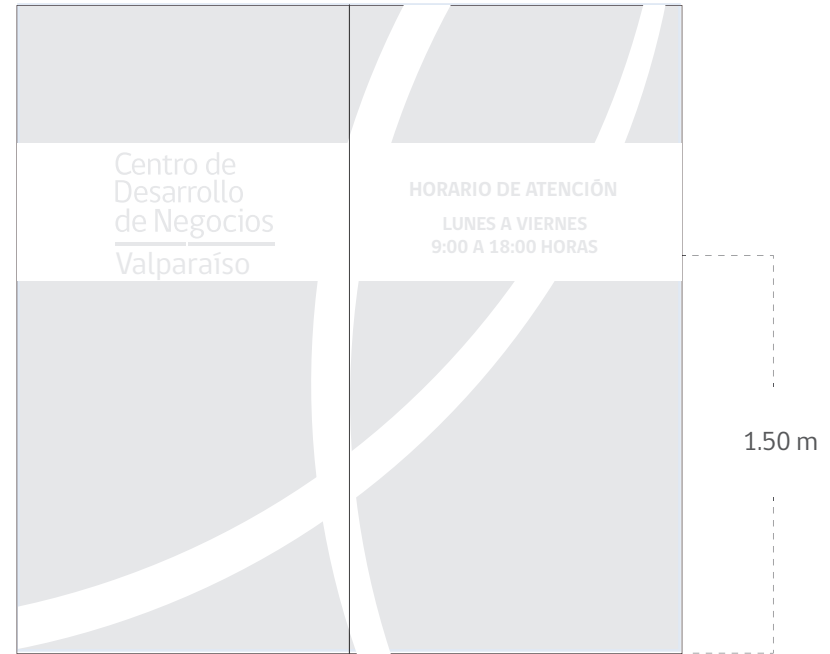 Centro de
Desarrollo
de Negocios
Valparaíso
HORARIO DE ATENCIÓN
LUNES A VIERNES
9:00 A 18:00 HORAS
1.50 m